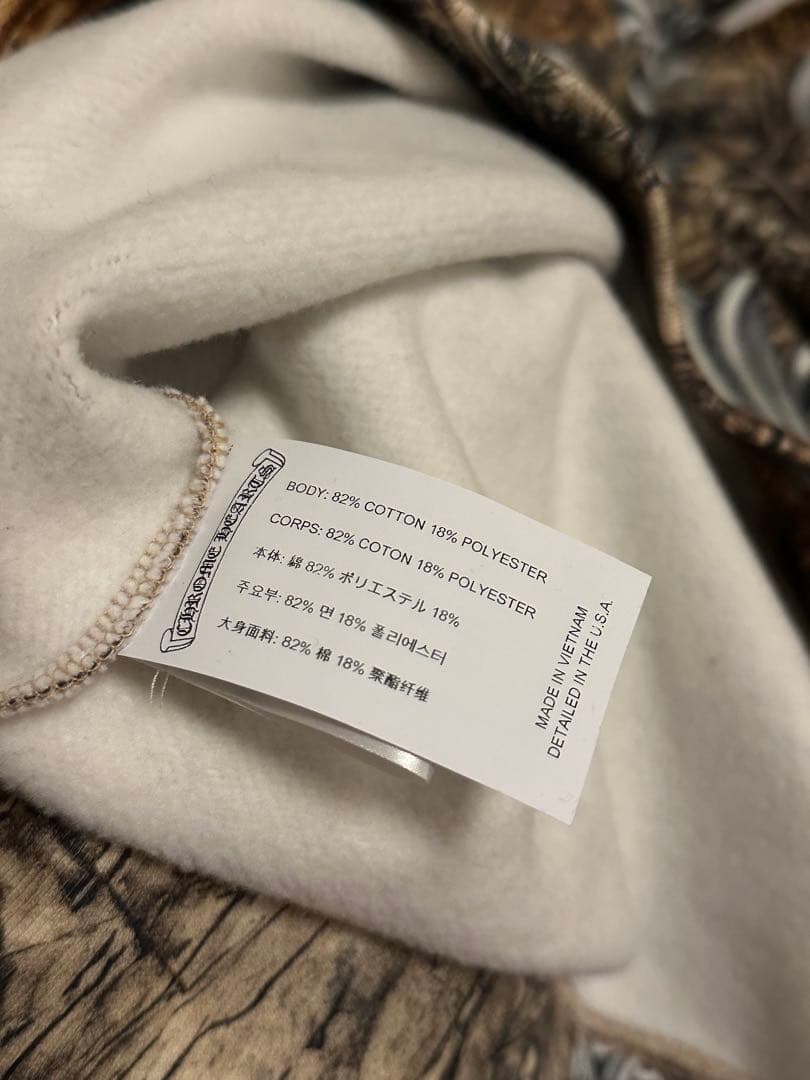 CHROME HEARTS
BODY: 82% COTTON 18% POLYESTER
CORPS: 82% COTON 18% POLYESTER
本体: 綿 82% ポリエステル 18%
주요부: 82% 면 18% 폴리에스터
大身面料: 82% 棉 18% 聚酯纤维
MADE IN VIETNAM
DETAILED IN THE U.S.A.